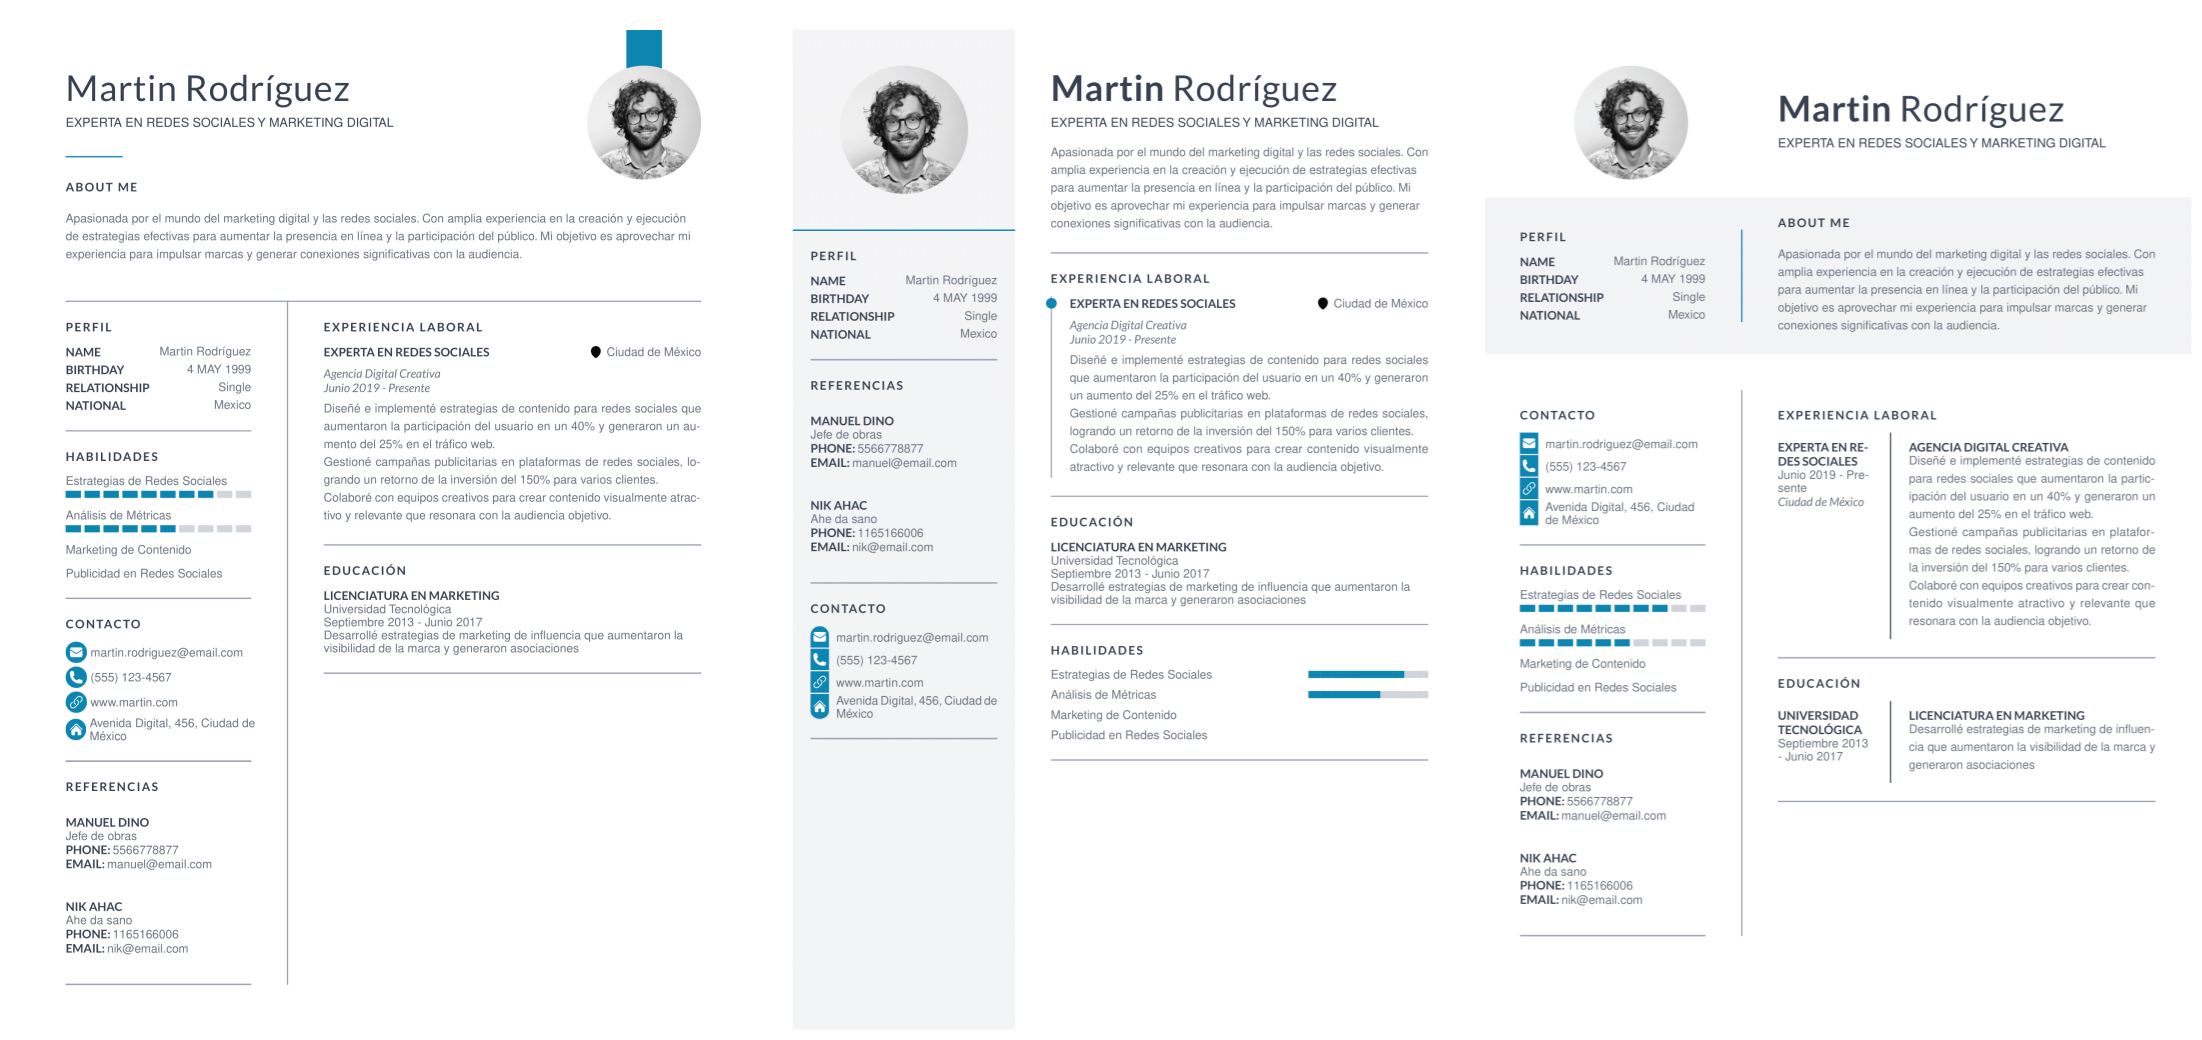 Martin Rodríguez
EXPERTA EN REDES SOCIALES Y MARKETING DIGITAL
ABOUT ME
Apasionada por el mundo del marketing digital y las redes sociales. Con amplia experiencia en la creación y ejecución
de estrategias efectivas para aumentar la presencia en línea y la participación del público. Mi objetivo es aprovechar mi
experiencia para impulsar marcas y generar conexiones significativas con la audiencia.
PERFIL
NAME Martin Rodríguez
BIRTHDAY 4 MAY 1999
RELATIONSHIP Single
NATIONAL Mexico
HABILIDADES
Estrategias de Redes Sociales
Análisis de Métricas
Marketing de Contenido
Publicidad en Redes Sociales
CONTACTO
martin.rodriguez@email.com
(555) 123-4567
www.martin.com
Avenida Digital, 456, Ciudad de
México
REFERENCIAS
MANUEL DINO
Jefe de obras
PHONE: 5566778877
EMAIL: manuel@email.com
NIK AHAC
Ahe da sano
PHONE: 1165166006
EMAIL: nik@email.com
EXPERIENCIA LABORAL
EXPERTA EN REDES SOCIALES Ciudad de México
Agencia Digital Creativa
Junio 2019 - Presente
Diseñé e implementé estrategias de contenido para redes sociales que
aumentaron la participación del usuario en un 40% y generaron un au-
mento del 25% en el tráfico web.
Gestioné campañas publicitarias en plataformas de redes sociales, lo-
grando un retorno de la inversión del 150% para varios clientes.
Colaboré con equipos creativos para crear contenido visualmente atrac-
tivo y relevante que resonara con la audiencia objetivo.
EDUCACIÓN
LICENCIATURA EN MARKETING
Universidad Tecnológica
Septiembre 2013 - Junio 2017
Desarrollé estrategias de marketing de influencia que aumentaron la
visibilidad de la marca y generaron asociaciones
PERFIL
NAME Martin Rodríguez
BIRTHDAY 4 MAY 1999
RELATIONSHIP Single
NATIONAL Mexico
REFERENCIAS
MANUEL DINO
Jefe de obras
PHONE: 5566778877
EMAIL: manuel@email.com
NIK AHAC
Ahe da sano
PHONE: 1165166006
EMAIL: nik@email.com
CONTACTO
martin.rodriguez@email.com
(555) 123-4567
www.martin.com
Avenida Digital, 456, Ciudad de
México
Martin Rodríguez
EXPERTA EN REDES SOCIALES Y MARKETING DIGITAL
Apasionada por el mundo del marketing digital y las redes sociales. Con
amplia experiencia en la creación y ejecución de estrategias efectivas
para aumentar la presencia en línea y la participación del público. Mi
objetivo es aprovechar mi experiencia para impulsar marcas y generar
conexiones significativas con la audiencia.
EXPERIENCIA LABORAL
EXPERTA EN REDES SOCIALES Ciudad de México
Agencia Digital Creativa
Junio 2019 - Presente
Diseñé e implementé estrategias de contenido para redes sociales
que aumentaron la participación del usuario en un 40% y generaron
un aumento del 25% en el tráfico web.
Gestioné campañas publicitarias en plataformas de redes sociales,
logrando un retorno de la inversión del 150% para varios clientes.
Colaboré con equipos creativos para crear contenido visualmente
atractivo y relevante que resonara con la audiencia objetivo.
EDUCACIÓN
LICENCIATURA EN MARKETING
Universidad Tecnológica
Septiembre 2013 - Junio 2017
Desarrollé estrategias de marketing de influencia que aumentaron la
visibilidad de la marca y generaron asociaciones
HABILIDADES
Estrategias de Redes Sociales
Análisis de Métricas
Marketing de Contenido
Publicidad en Redes Sociales
Martin Rodríguez
EXPERTA EN REDES SOCIALES Y MARKETING DIGITAL
PERFIL
NAME Martin Rodríguez
BIRTHDAY 4 MAY 1999
RELATIONSHIP Single
NATIONAL Mexico
ABOUT ME
Apasionada por el mundo del marketing digital y las redes sociales. Con
amplia experiencia en la creación y ejecución de estrategias efectivas
para aumentar la presencia en línea y la participación del público. Mi
objetivo es aprovechar mi experiencia para impulsar marcas y generar
conexiones significativas con la audiencia.
CONTACTO
martin.rodriguez@email.com
(555) 123-4567
www.martin.com
Avenida Digital, 456, Ciudad
de México
HABILIDADES
Estrategias de Redes Sociales
Análisis de Métricas
Marketing de Contenido
Publicidad en Redes Sociales
REFERENCIAS
MANUEL DINO
Jefe de obras
PHONE: 5566778877
EMAIL: manuel@email.com
NIK AHAC
Ahe da sano
PHONE: 1165166006
EMAIL: nik@email.com
EXPERIENCIA LABORAL
EXPERTA EN RE-
DES SOCIALES
Junio 2019 - Pre-
sente
Ciudad de México
AGENCIA DIGITAL CREATIVA
Diseñé e implementé estrategias de contenido
para redes sociales que aumentaron la partic-
ipación del usuario en un 40% y generaron un
aumento del 25% en el tráfico web.
Gestioné campañas publicitarias en platafor-
mas de redes sociales, logrando un retorno de
la inversión del 150% para varios clientes.
Colaboré con equipos creativos para crear con-
tenido visualmente atractivo y relevante que
resonara con la audiencia objetivo.
EDUCACIÓN
UNIVERSIDAD
TECNOLÓGICA
Septiembre 2013
- Junio 2017
LICENCIATURA EN MARKETING
Desarrollé estrategias de marketing de influen-
cia que aumentaron la visibilidad de la marca y
generaron asociaciones